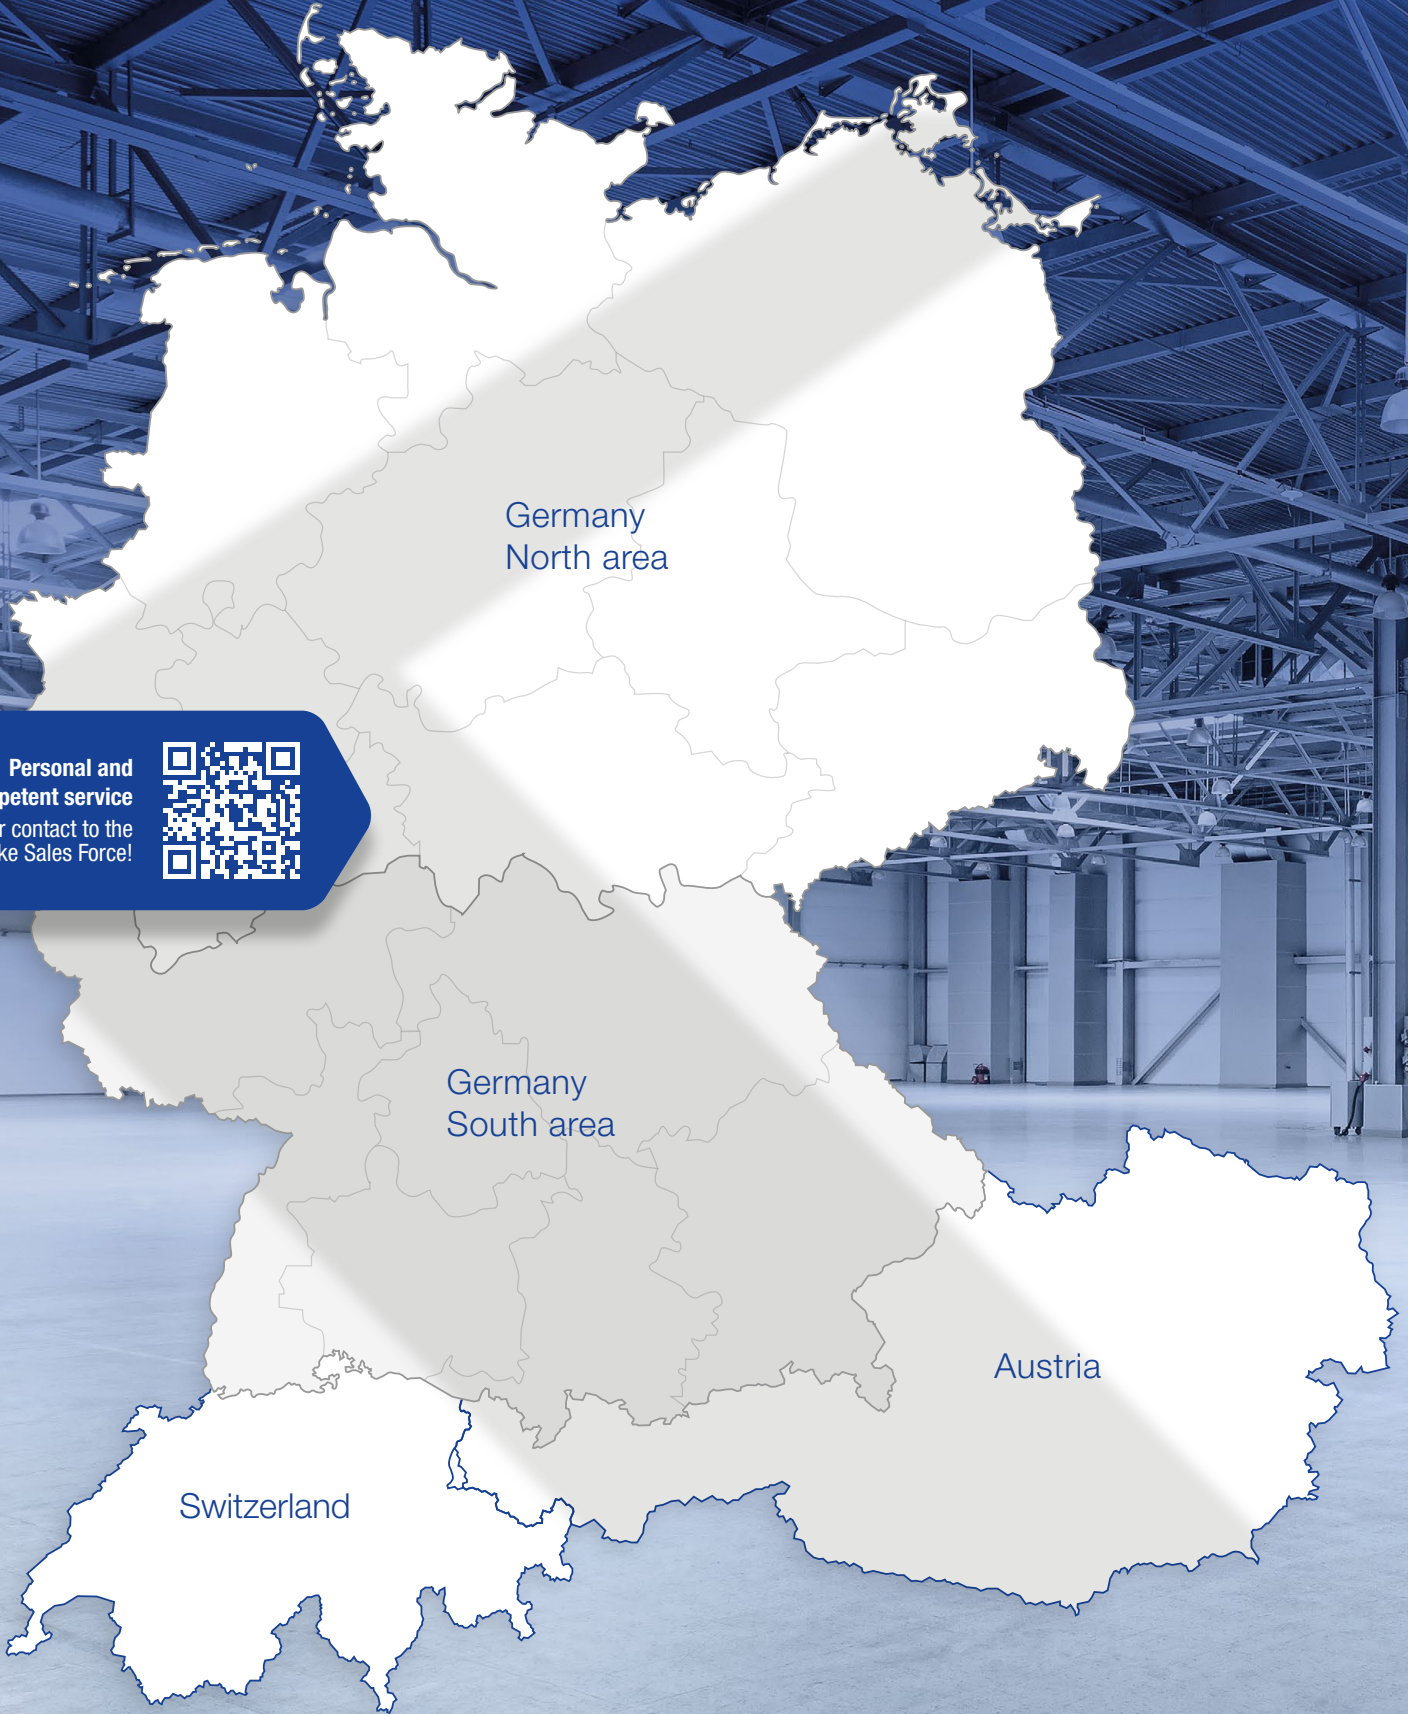 Germany
North area
Personal and
petent service
r contact to the
ke Sales Force!
Germany
South area
Austria
Switzerland